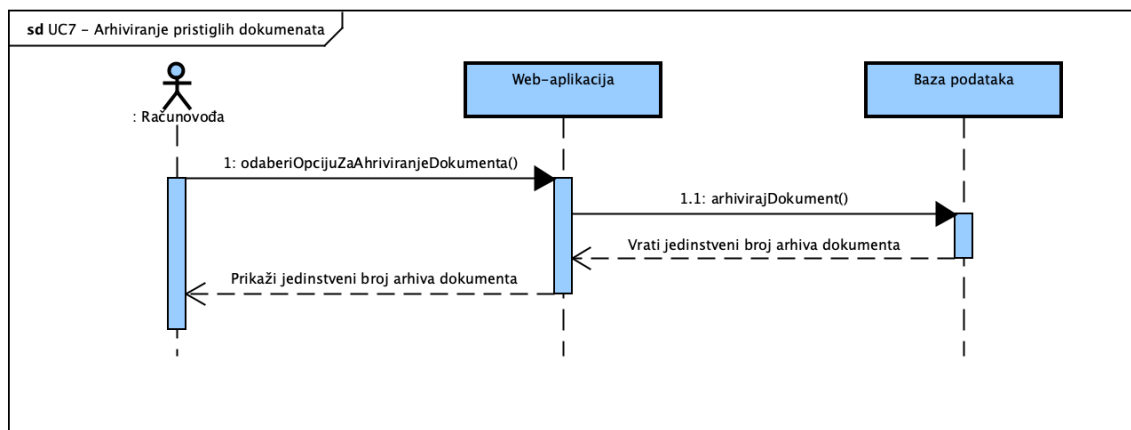 sd UC7 - Arhiviranje pristiglih dokumenata
: Računovođa
Web-aplikacija
Baza podataka
1: odaberiOpcijuZaAhriviranjeDokumenta()
1.1: arhivirajDokument()
Vrati jedinstveni broj arhiva dokumenta
Prikaži jedinstveni broj arhiva dokumenta